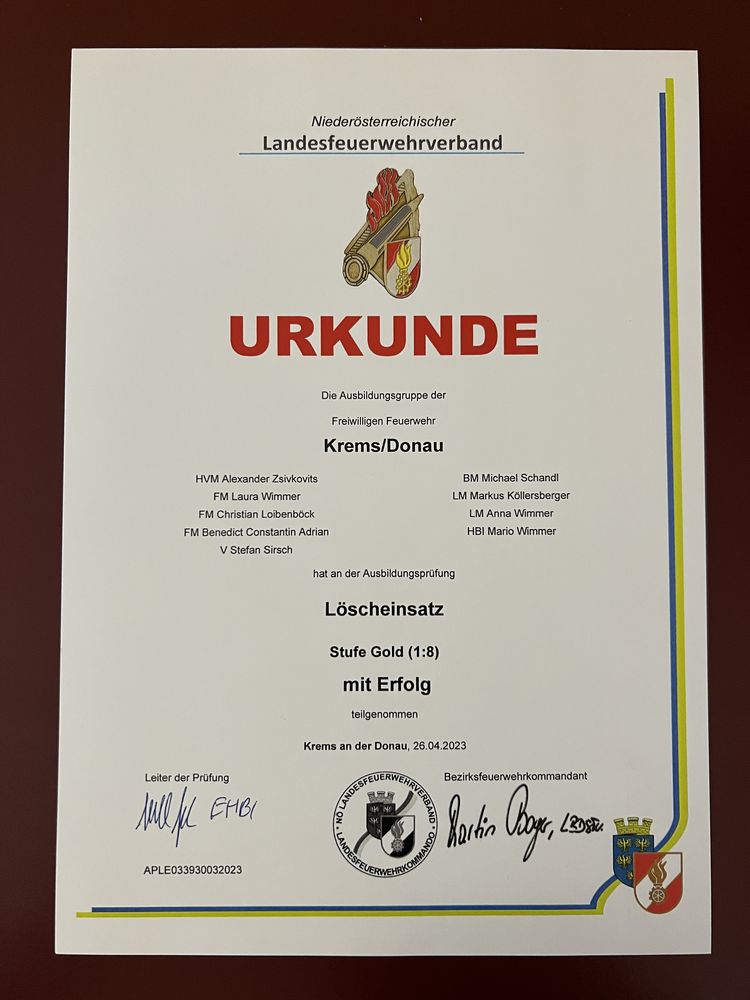 Niederösterreichischer
Landesfeuerwehrverband
URKUNDE
Die Ausbildungsgruppe der
Freiwilligen Feuerwehr
Krems/Donau
HVM Alexander Zsivkovits
FM Laura Wimmer
FM Christian Loibenböck
FM Benedict Constantin Adrian
V Stefan Sirsch
BM Michael Schandl
LM Markus Köllersberger
LM Anna Wimmer
HBI Mario Wimmer
hat an der Ausbildungsprüfung
Löscheinsatz
Stufe Gold (1:8)
mit Erfolg
teilgenommen
Krems an der Donau, 26.04.2023
Leiter der Prüfung
EHBI
APLE033930032023
NÖ LANDESFEUERWEHRVERBAND
LANDESFEUERWEHRKOMMANDO
Bezirksfeuerwehrkommandant
Martin Boyer,